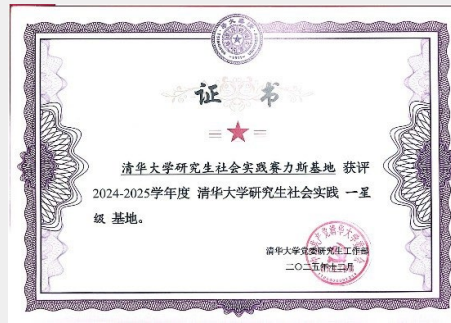 证 书
清华大学研究生社会实践赛力斯基地 获评
2024-2025学年度 清华大学研究生社会实践 一星
级 基地。
清华大学党委研究生工作部
二〇二五年十二月